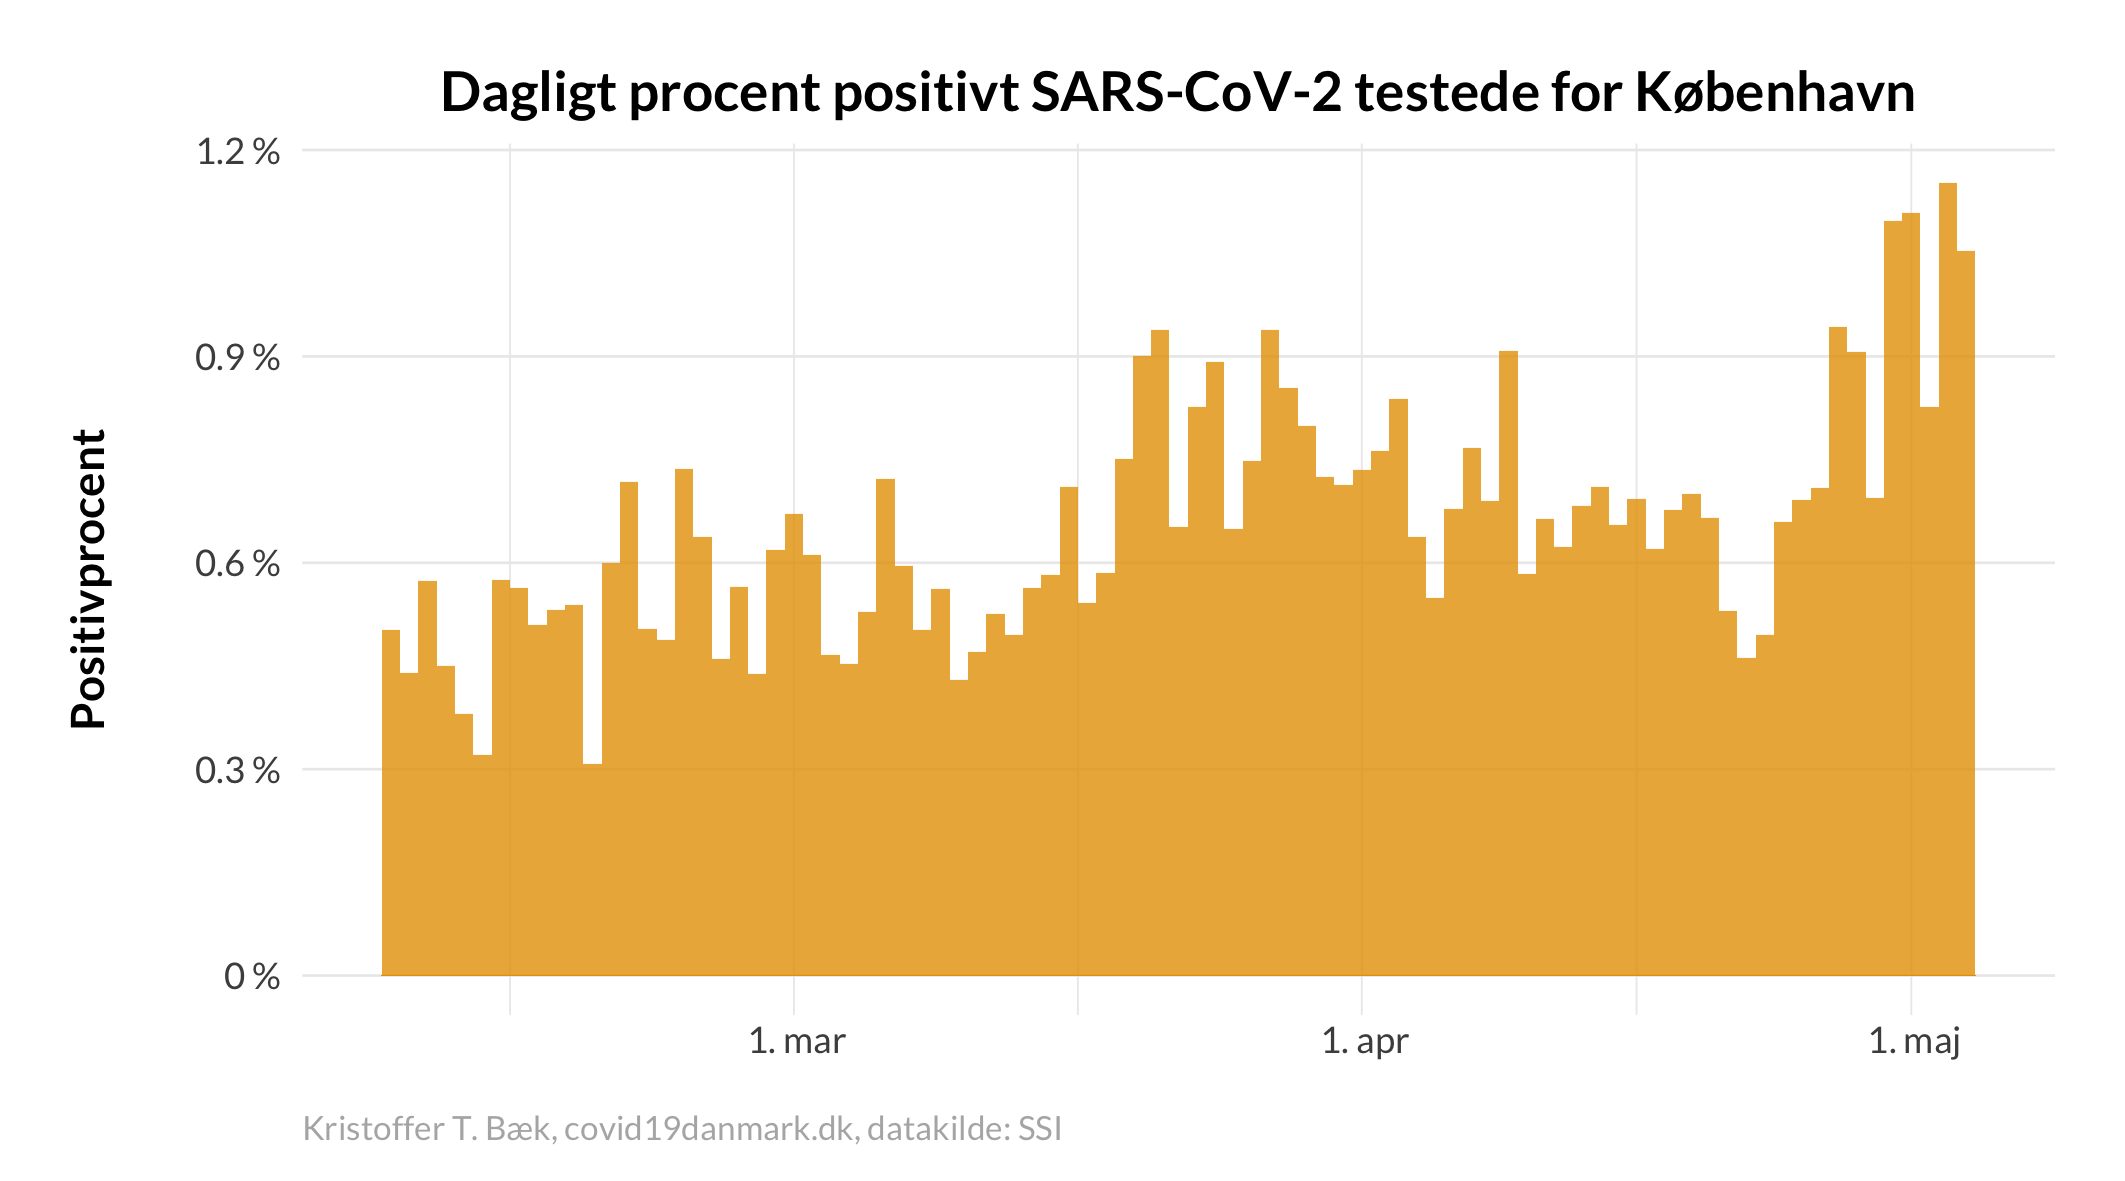 Dagligt procent positivt SARS-CoV-2 testede for København
1.2 %
0.9 %
0.6 %
0.3 %
0 %
Positivprocent
1. mar
1. apr
1. maj
Kristoffer T. Bæk, covid19danmark.dk, datakilde: SSI